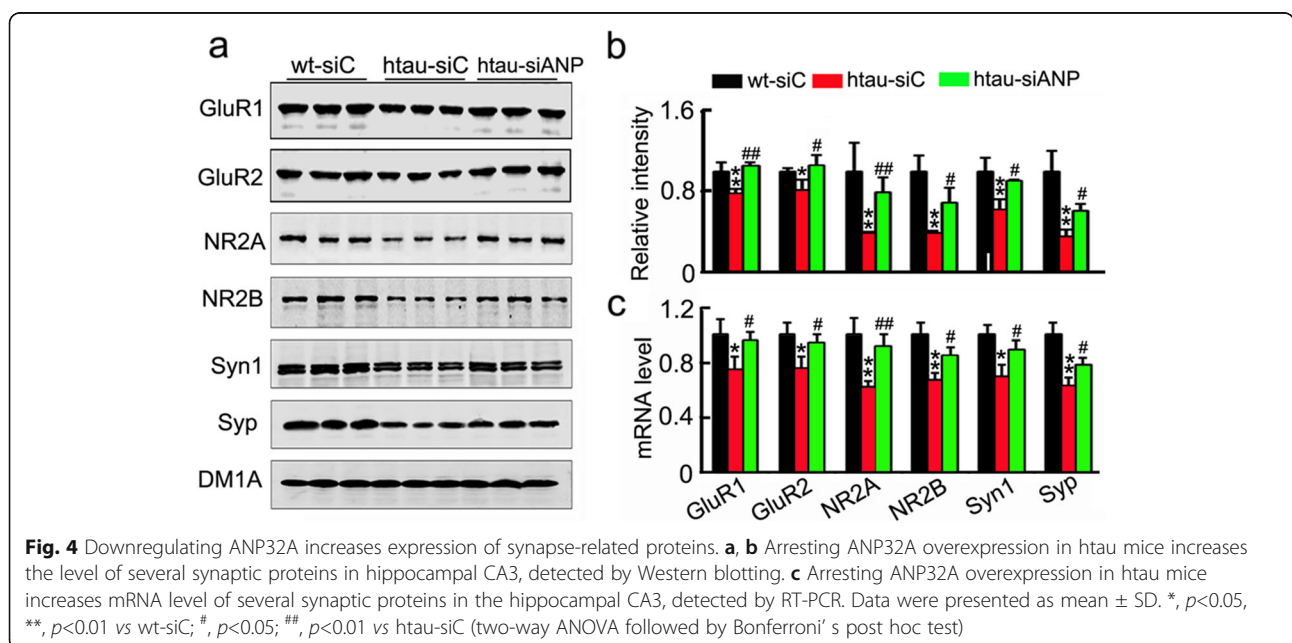 a
wt-siC htau-siC htau-siANP
GluR1
GluR2
NR2A
NR2B
Syn1
Syp
DM1A
b
wt-siC htau-siC htau-siANP
Relative intensity
1.6
0.8
0
** ## * # ** ## ** # ** # ** #
c
mRNA level
1.2
0.8
0.4
0
* # * # ** ## ** # * # ** #
GluR1 GluR2 NR2A NR2B Syn1 Syp
Fig. 4 Downregulating ANP32A increases expression of synapse-related proteins. a, b Arresting ANP32A overexpression in htau mice increases
the level of several synaptic proteins in hippocampal CA3, detected by Western blotting. c Arresting ANP32A overexpression in htau mice
increases mRNA level of several synaptic proteins in the hippocampal CA3, detected by RT-PCR. Data were presented as mean ± SD. *, p<0.05,
**, p<0.01 vs wt-siC; #, p<0.05; ##, p<0.01 vs htau-siC (two-way ANOVA followed by Bonferroni' s post hoc test)